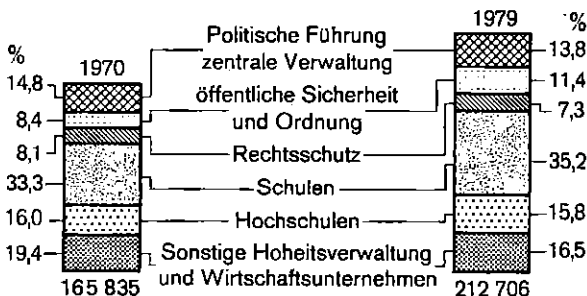 % 1970 1979 %
Politische Führung
zentrale Verwaltung
14,8 13,8
öffentliche Sicherheit
und Ordnung
8,4 11,4
8,1 Rechtsschutz 7,3
33,3 Schulen 35,2
16,0 Hochschulen 15,8
19,4 Sonstige Hoheitsverwaltung 16,5
und Wirtschaftsunternehmen
165 835 212 706